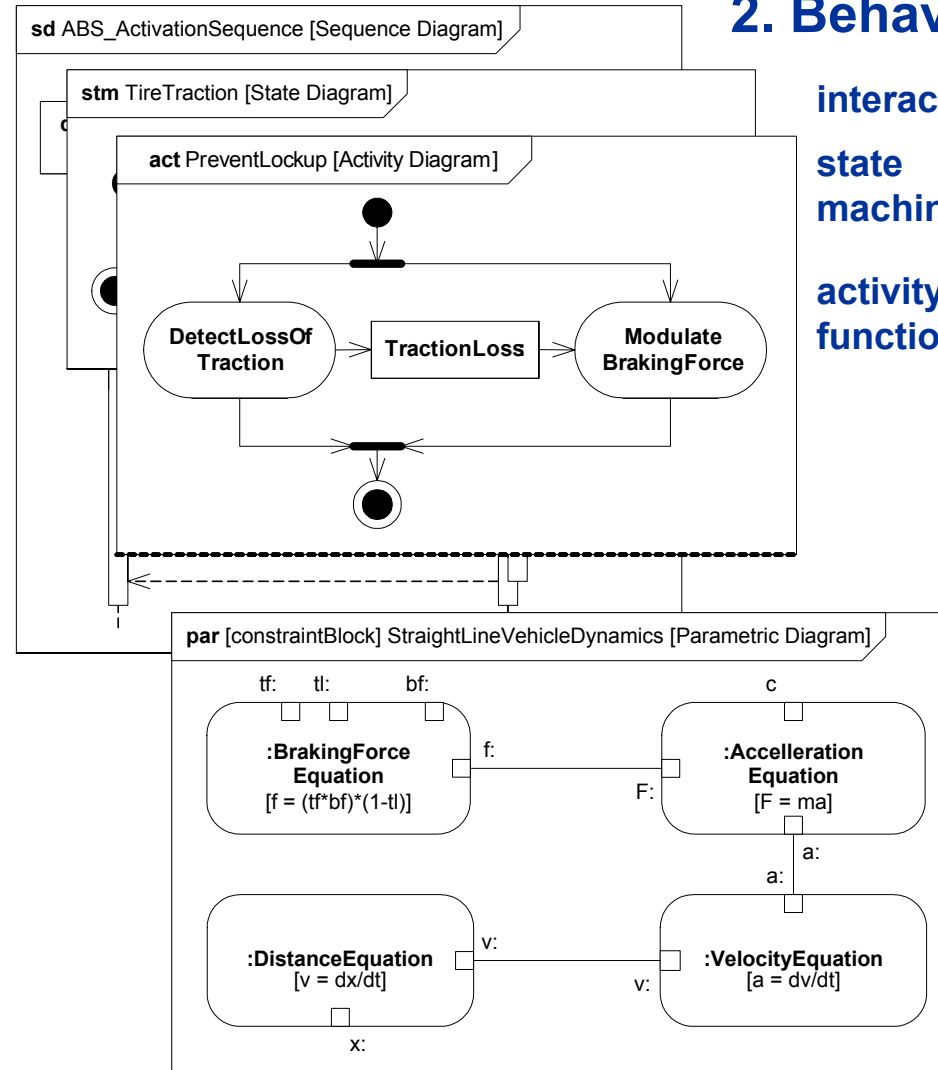 2. Behav
sd ABS_ActivationSequence [Sequence Diagram]
stm TireTraction [State Diagram]
act PreventLockup [Activity Diagram]
interac
state
machin
activity
functio
DetectLossOf
Traction
TractionLoss:
Modulate
BrakingForce
par [constraintBlock] StraightLineVehicleDynamics [Parametric Diagram]
tf: tl: bf:
c
:BrakingForce
Equation
[f = (tf*bf)*(1-tl)]
f:
F:
:Accelleration
Equation
[F = ma]
a:
a:
:DistanceEquation
[v = dx/dt]
v:
v:
:VelocityEquation
[a = dv/dt]
x: